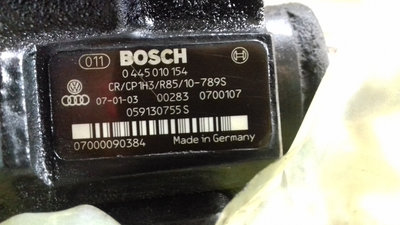 011 BOSCH
0 445 010 154
CR/CP1H3/R85/10-789S
07-01-03 00283 0700107
059130755S
07000090384 Made in Germany